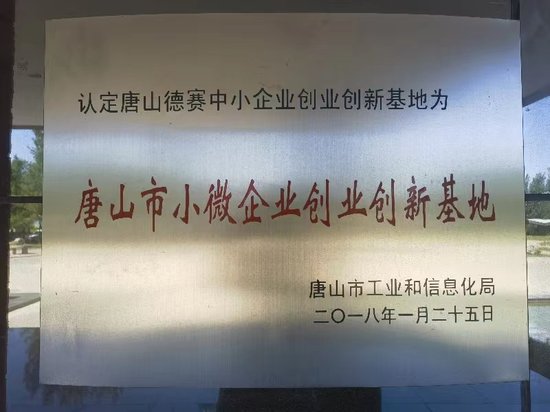 认定唐山德赛中小企业创业创新基地为
唐山市小微企业创业创新基地
唐山市工业和信息化局
二〇一八年一月二十五日